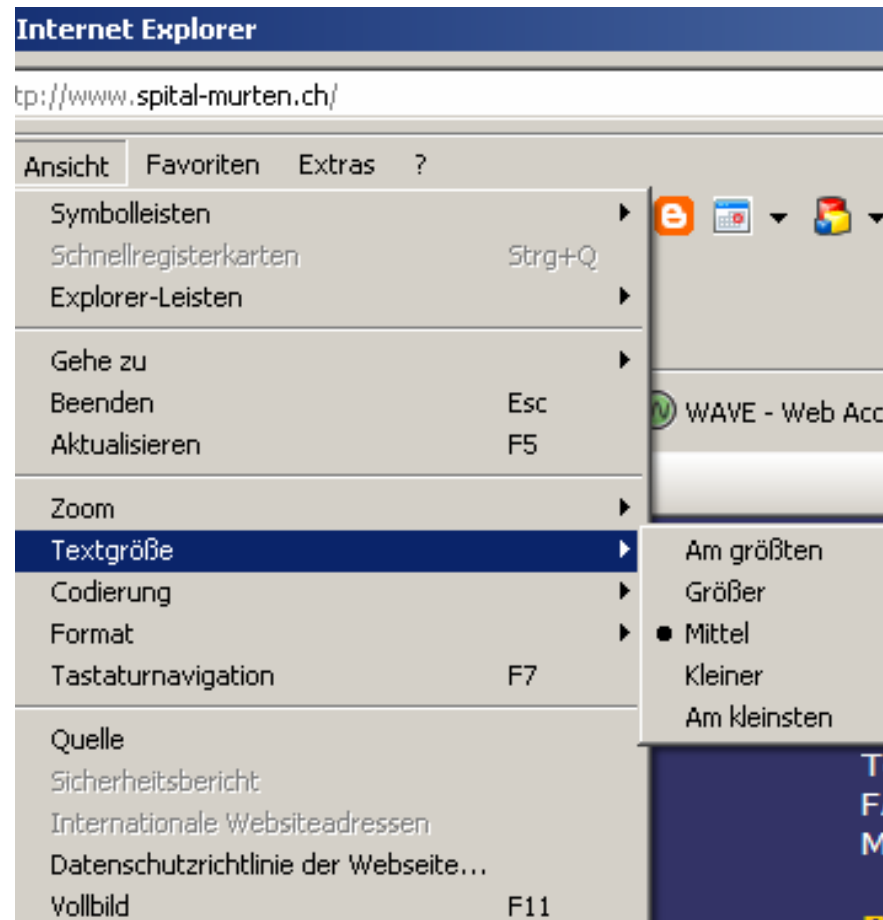 Internet Explorer
tp://www.spital-murten.ch/
Ansicht Favoriten Extras ?
Symbolleisten
Schnellregisterkarten Strg+Q
Explorer-Leisten
Gehe zu
Beenden Esc
WAVE - Web Acc
Aktualisieren F5
Zoom
Textgröße
Am größten
Codierung
Größer
Format
Mittel
Tastaturnavigation F7
Kleiner
Am kleinsten
Quelle
Sicherheitsbericht
Internationale Websiteadressen
Datenschutzrichtlinie der Webseite...
Vollbild F11
T
F
M